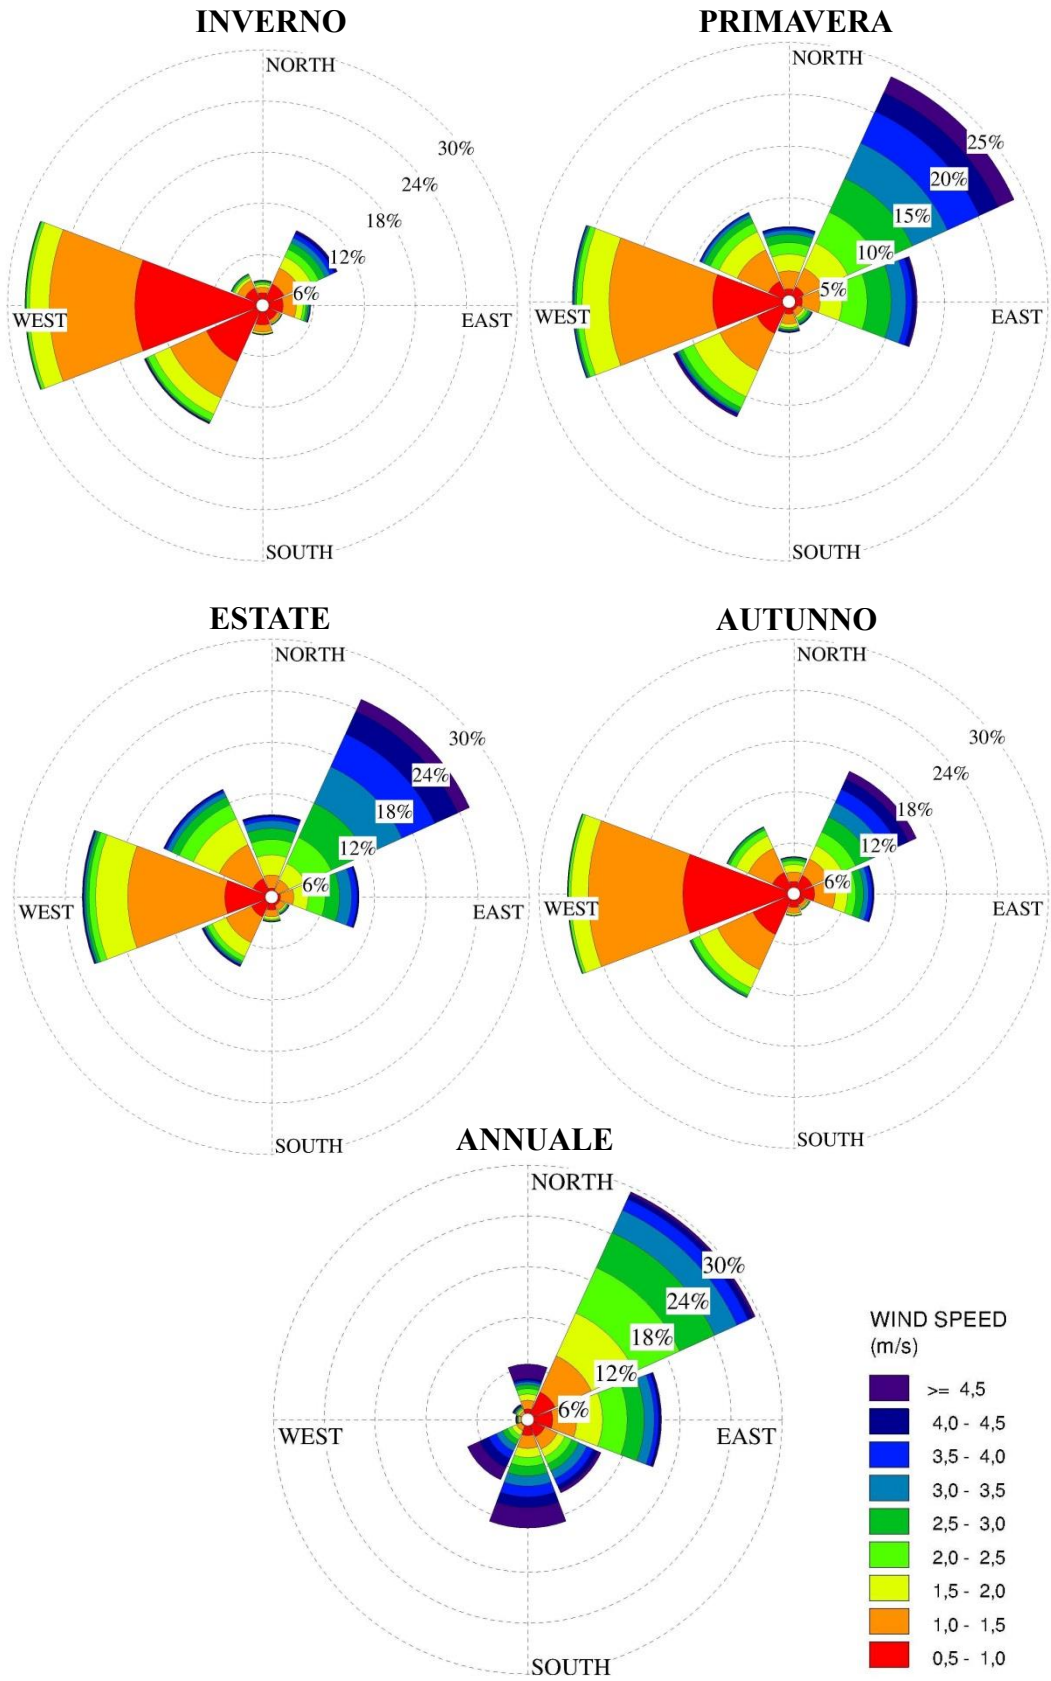 INVERNO
NORTH
30%
24%
18%
12%
6%
WEST
EAST
SOUTH
PRIMAVERA
NORTH
25%
20%
15%
10%
5%
WEST
EAST
SOUTH
ESTATE
NORTH
30%
24%
18%
12%
6%
WEST
EAST
SOUTH
AUTUNNO
NORTH
30%
24%
18%
12%
6%
WEST
EAST
SOUTH
ANNUALE
NORTH
30%
24%
18%
12%
6%
WEST
EAST
SOUTH
WIND SPEED
(m/s)
>= 4,5
4,0 - 4,5
3,5 - 4,0
3,0 - 3,5
2,5 - 3,0
2,0 - 2,5
1,5 - 2,0
1,0 - 1,5
0,5 - 1,0